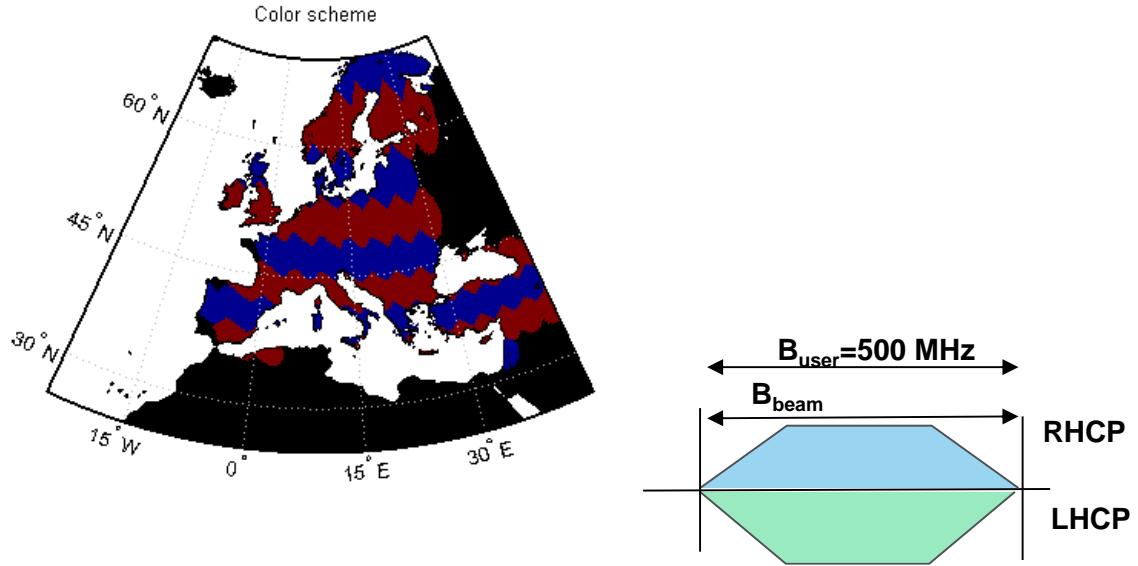 Color scheme
60°N
45°N
30°N
15°W
0°
15°E
30°E
B_user=500 MHz
B_beam
RHCP
LHCP